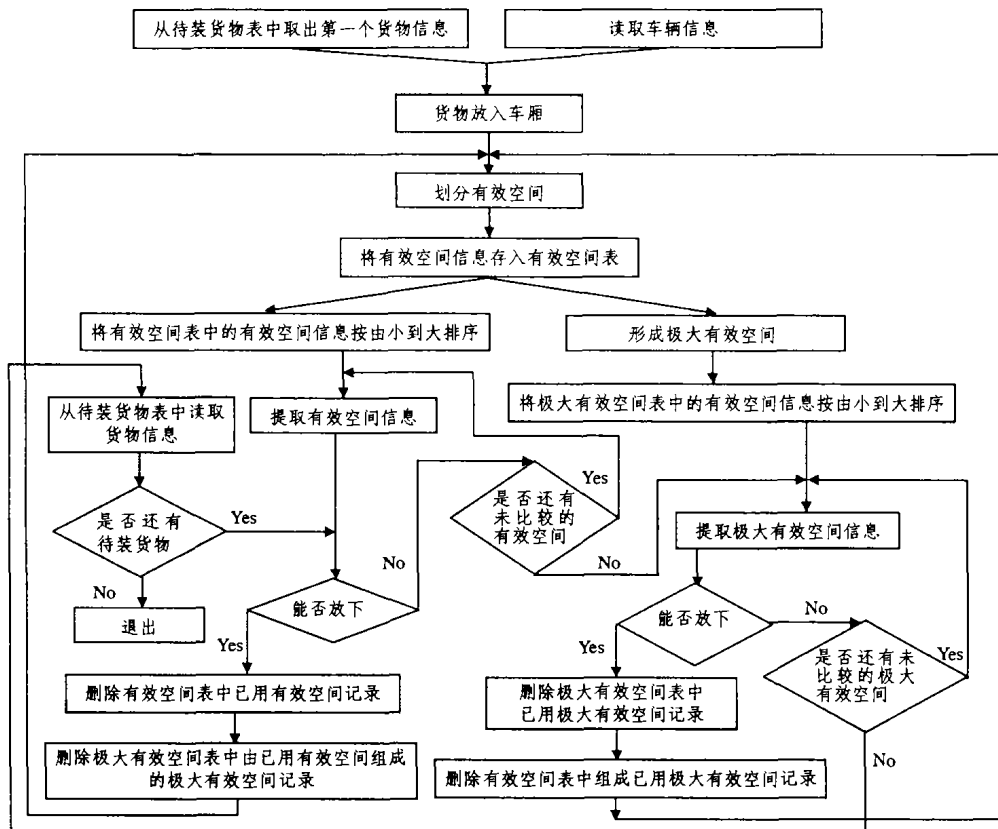 从待装货物表中取出第一个货物信息
读取车辆信息
货物放入车厢
划分有效空间
将有效空间信息存入有效空间表
将有效空间表中的有效空间信息按由小到大排序
形成极大有效空间
从待装货物表中读取
货物信息
提取有效空间信息
将极大有效空间表中的有效空间信息按由小到大排序
Yes
是否还有
未比较的
有效空间
是否还有
待装货物
Yes
提取极大有效空间信息
No
No
No
退出
能否放下
能否放下
No
Yes
Yes
是否还有未
比较的极大
有效空间
Yes
删除有效空间表中已用有效空间记录
删除极大有效空间表中
已用极大有效空间记录
删除极大有效空间表中由已用有效空间组成
的极大有效空间记录
删除有效空间表中组成已用极大有效空间记录
No